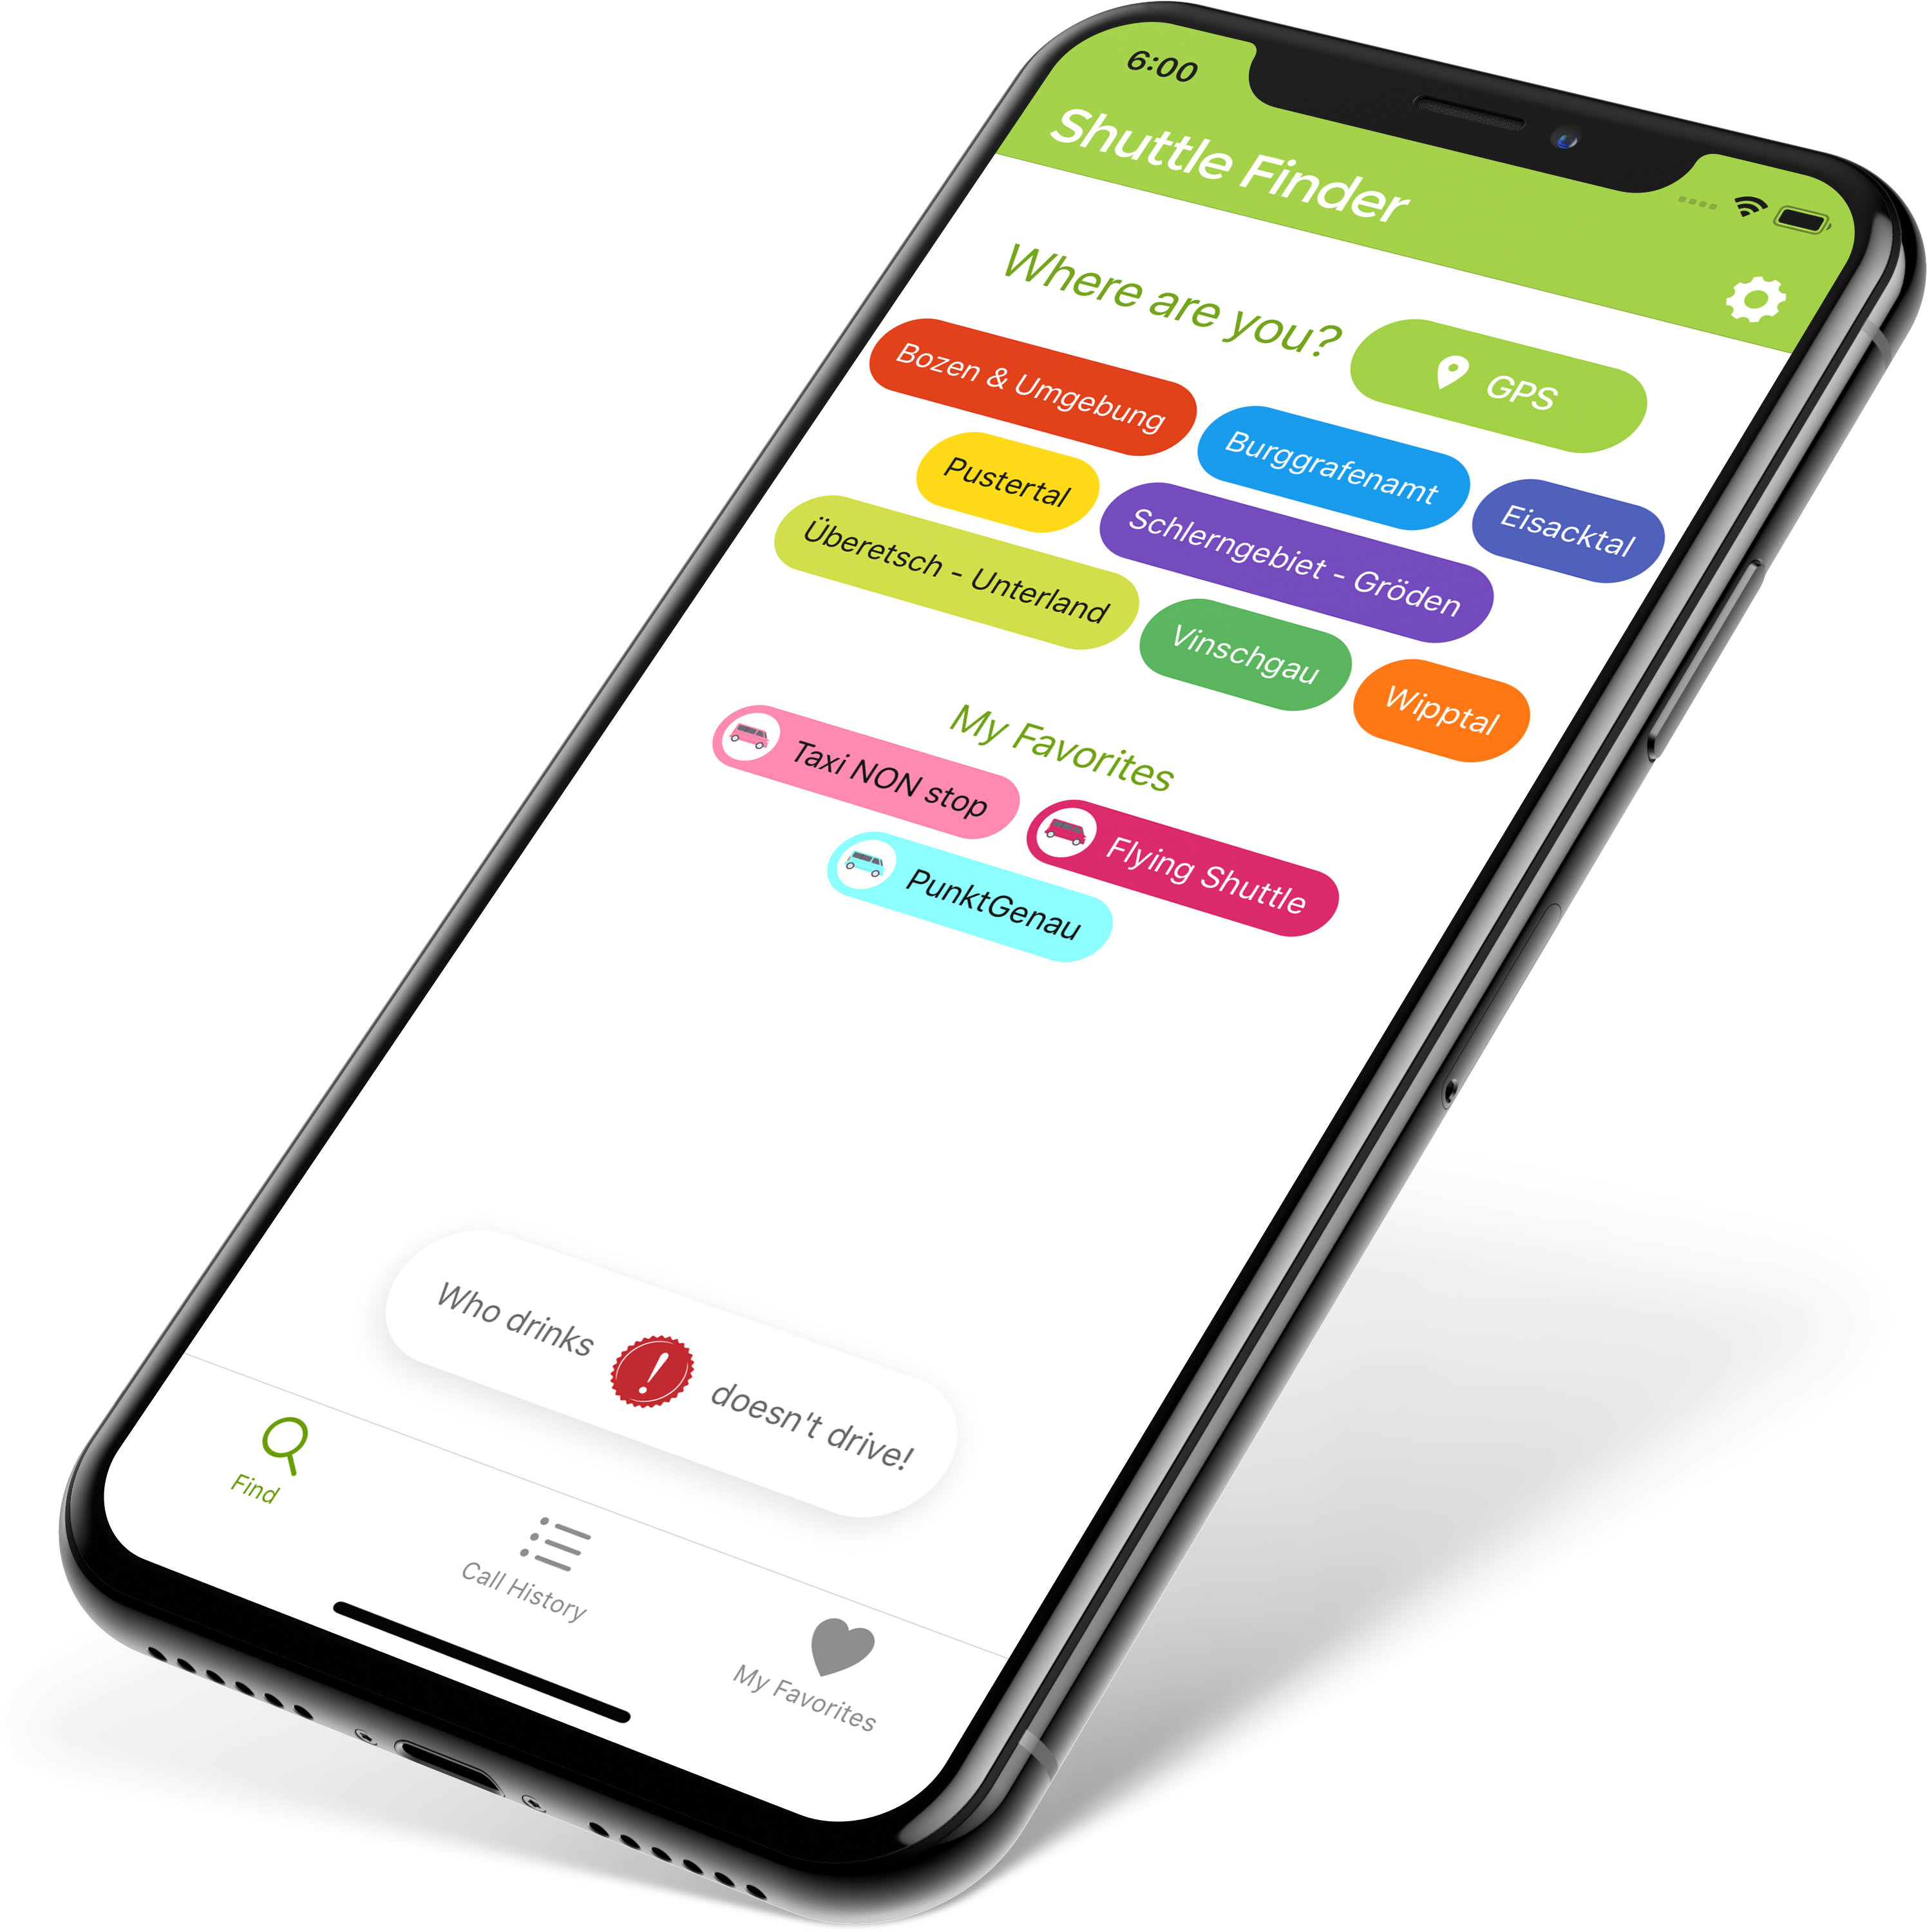 6:00
Shuttle Finder
Where are you?
GPS
Bozen & Umgebung
Burggrafenamt
Eisacktal
Pustertal
Schlerngebiet - Gröden
Überetsch - Unterland
Vinschgau
Wipptal
My Favorites
Taxi NON stop
Flying Shuttle
PunktGenau
Who drinks ! doesn't drive!
Find
Call History
My Favorites